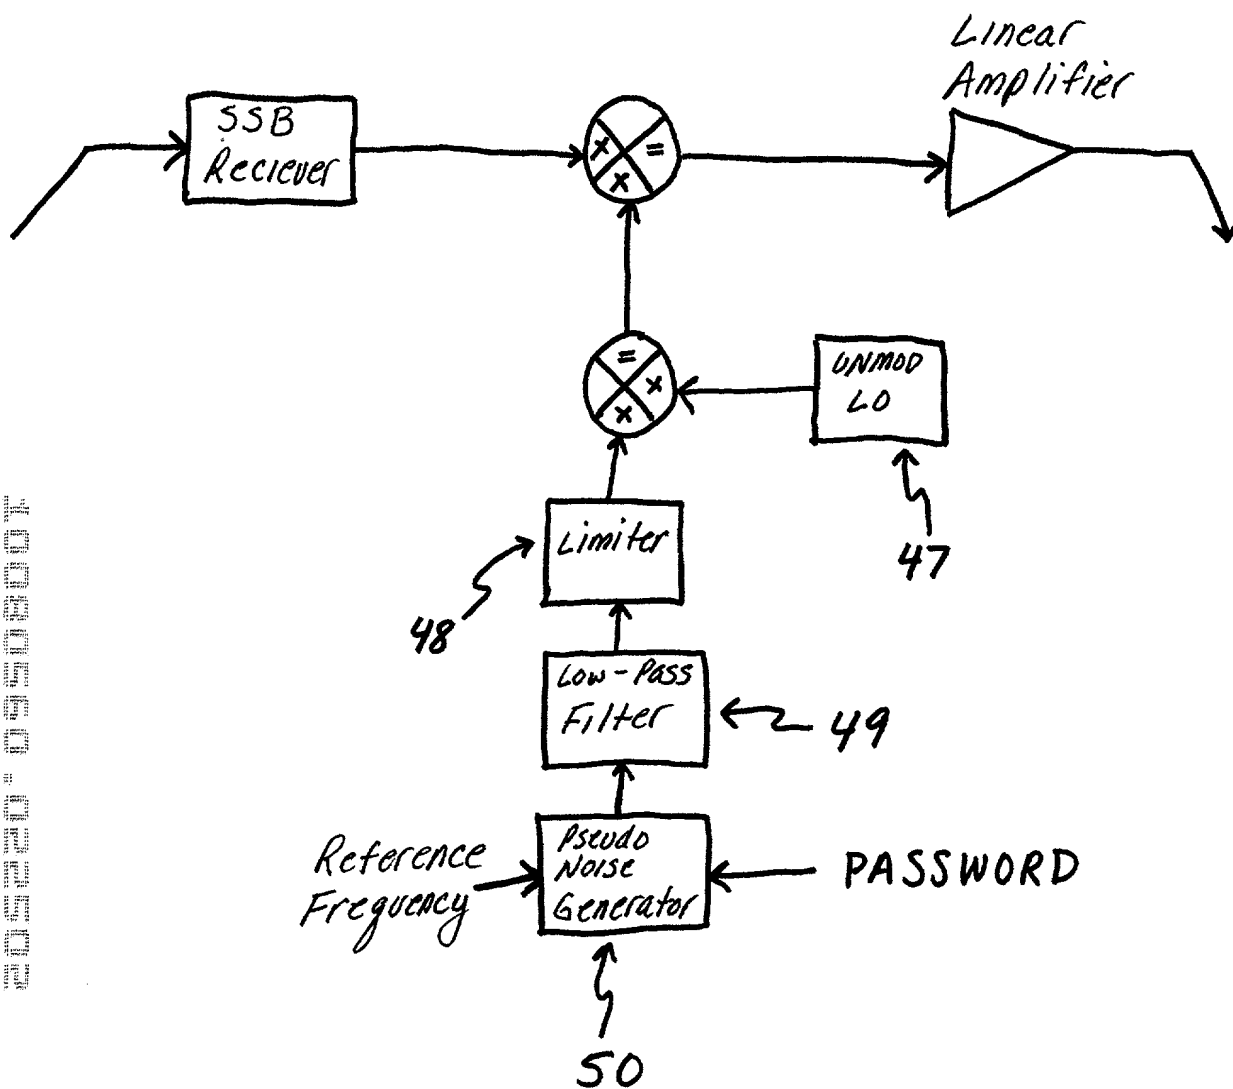 Linear
Amplifier
SSB
Reciever
x =
x
=
x
x
UNMOD
LO
47
Limiter
48
Low-Pass
Filter
49
Pseudo
Noise
Generator
Reference
Frequency
PASSWORD
50